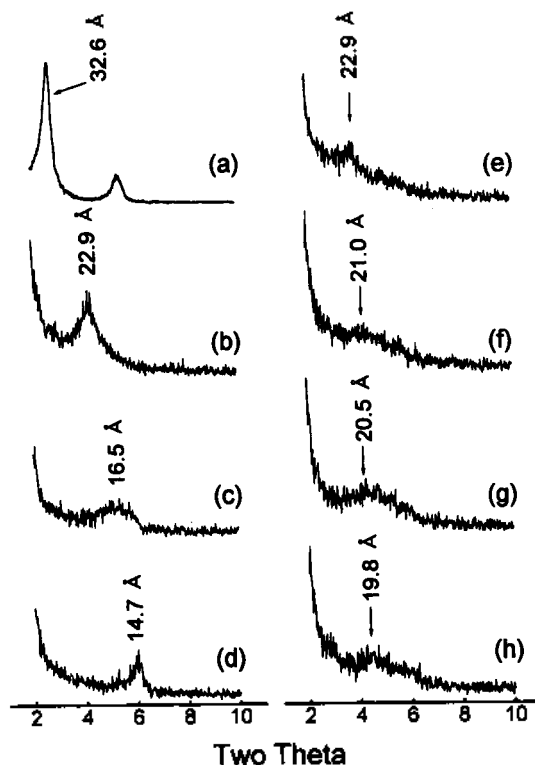 32.6 Å
(a)
22.9 Å
(b)
16.5 Å
(c)
14.7 Å
(d)
2 4 6 8 10
22.9 Å
(e)
21.0 Å
(f)
20.5 Å
(g)
19.8 Å
(h)
2 4 6 8 10
Two Theta